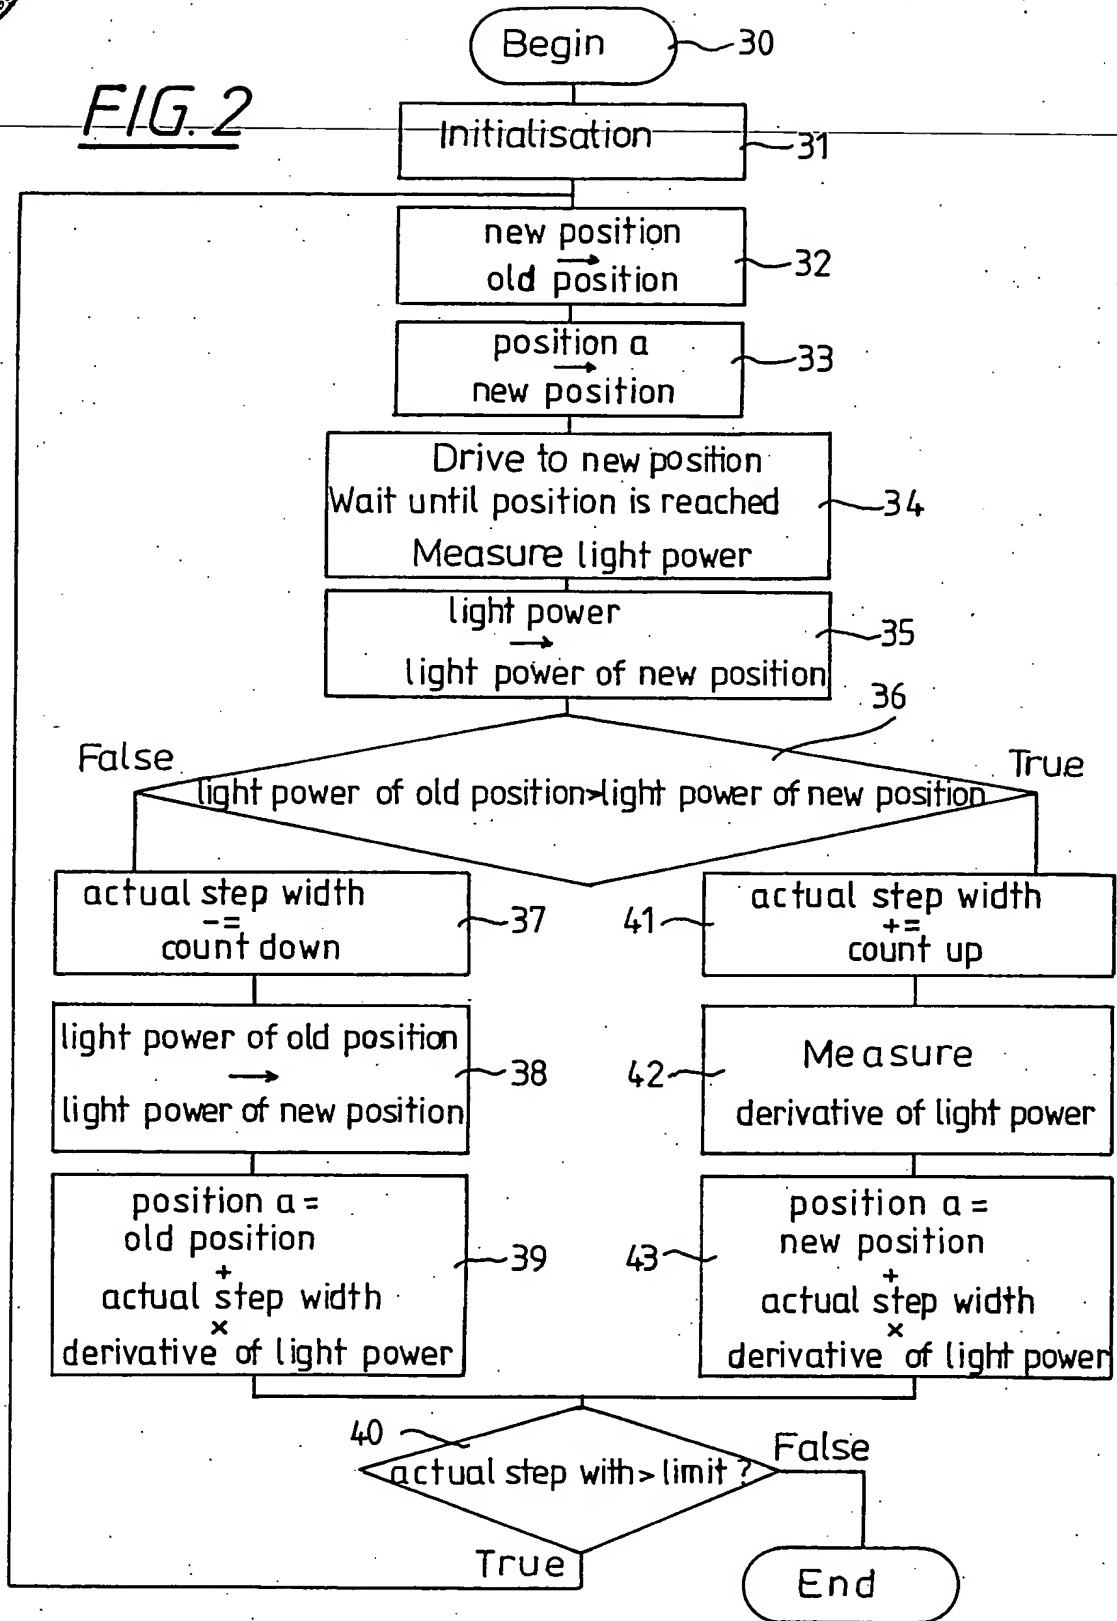 Begin
30
FIG. 2
Initialisation
31
new position
→
old position
32
position a
→
new position
33
Drive to new position
Wait until position is reached
Measure light power
34
light power
→
light power of new position
35
36
False
True
light power of old position>light power of new position
actual step width
-=
count down
37
41
actual step width
+=
count up
light power of old position
→
light power of new position
38
42
Measure
derivative of light power
position a =
old position
+
actual step width
×
derivative of light power
39
43
position a =
new position
+
actual step width
×
derivative of light power
40
actual step with> limit ?
False
True
End